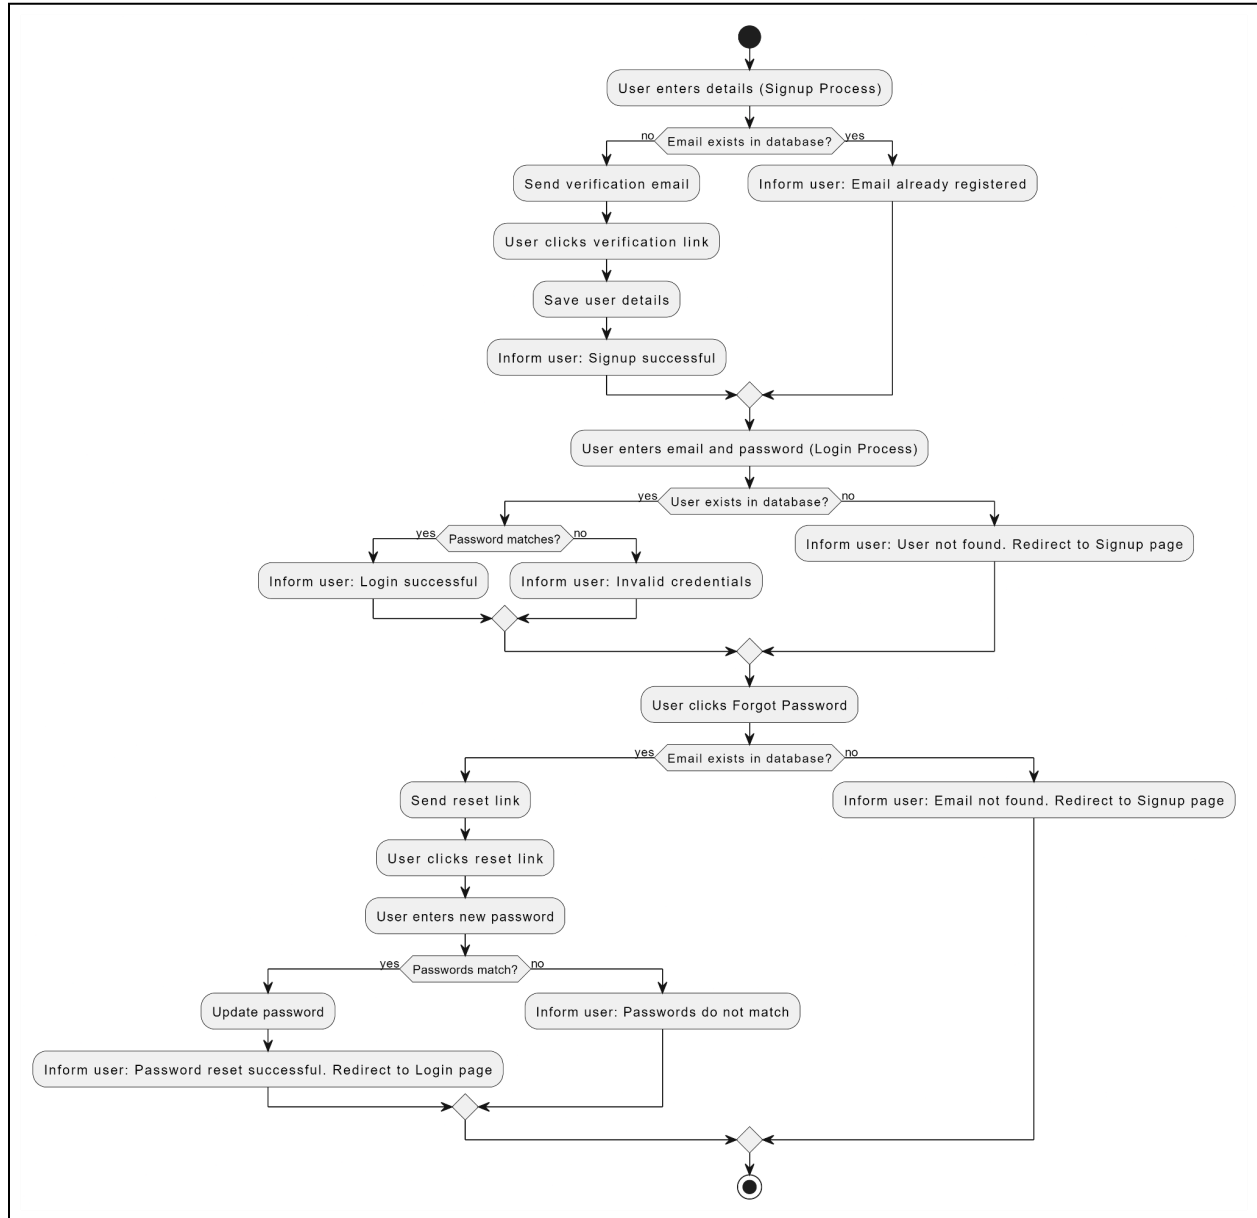 User enters details (Signup Process)
no
Email exists in database?
yes
Send verification email
Inform user: Email already registered
User clicks verification link
Save user details
Inform user: Signup successful
User enters email and password (Login Process)
yes
User exists in database?
no
yes
Password matches?
no
Inform user: User not found. Redirect to Signup page
Inform user: Login successful
Inform user: Invalid credentials
User clicks Forgot Password
yes
Email exists in database?
no
Send reset link
Inform user: Email not found. Redirect to Signup page
User clicks reset link
User enters new password
yes
Passwords match?
no
Update password
Inform user: Passwords do not match
Inform user: Password reset successful. Redirect to Login page